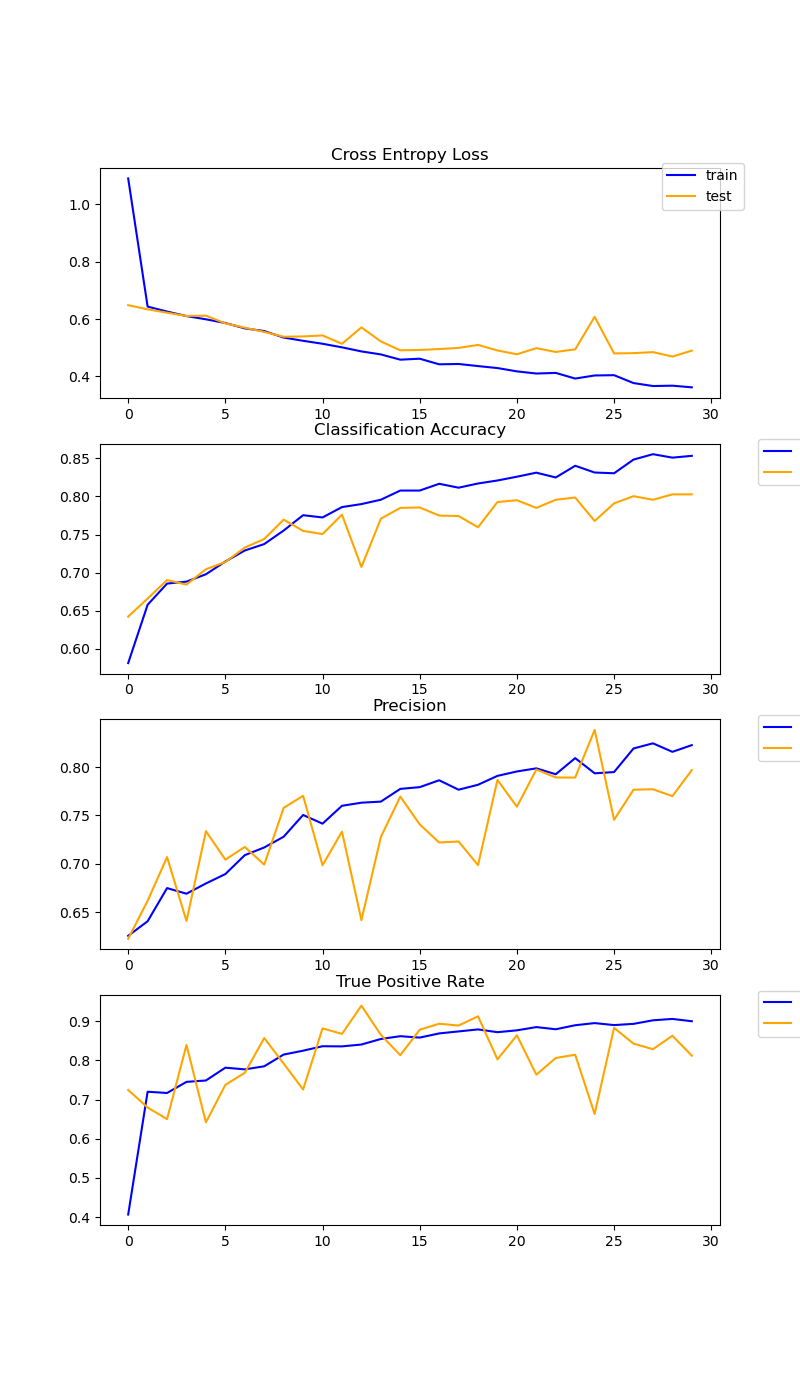 Cross Entropy Loss
train
test
1.0
0.8
0.6
0.4
0 5 10 15 20 25 30
Classification Accuracy
0.85
0.80
0.75
0.70
0.65
0.60
0 5 10 15 20 25 30
Precision
0.80
0.75
0.70
0.65
0 5 10 15 20 25 30
True Positive Rate
0.9
0.8
0.7
0.6
0.5
0.4
0 5 10 15 20 25 30